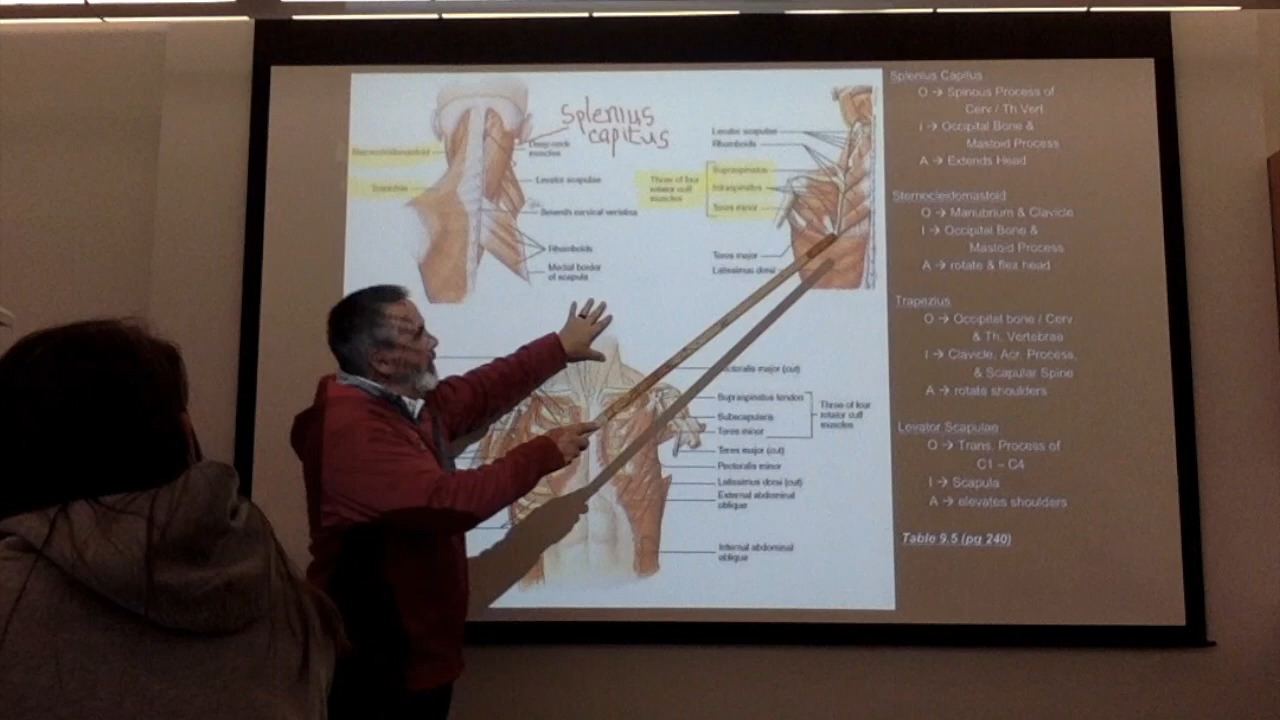 Splenius
capitus
Sternocleidomastoid
Trapezius
Deep neck
muscles
Levator scapulae
Seventh cervical vertebra
Rhomboids
Medial border
of scapula
Levator scapulae
Rhomboids
Three of four
rotator cuff
muscles
Supraspinatus
Infraspinatus
Teres minor
Teres major
Latissimus dorsi
major (cut)
Supraspinatus tendon
Subscapularis
Teres minor
Three of four
rotator cuff
muscles
Teres major (cut)
Pectoralis minor
Latissimus dorsi (cut)
External abdominal
oblique
Internal abdominal
oblique
Splenius Capitus
O → Spinous Process of
Cerv / Th Vert.
I → Occipital Bone &
Mastoid Process
A → Extends Head
Sternocleidomastoid
O → Manubrium & Clavicle
I → Occipital Bone &
Mastoid Process
A → rotate & flex head
Trapezius
O → Occipital bone / Cerv
& Th. Vertebrae
I → Clavicle, Acr. Process,
& Scapular Spine
A → rotate shoulders
Levator Scapulae
O → Trans. Process of
C1 – C4
I → Scapula
A → elevates shoulders
Table 9.5 (pg 240)